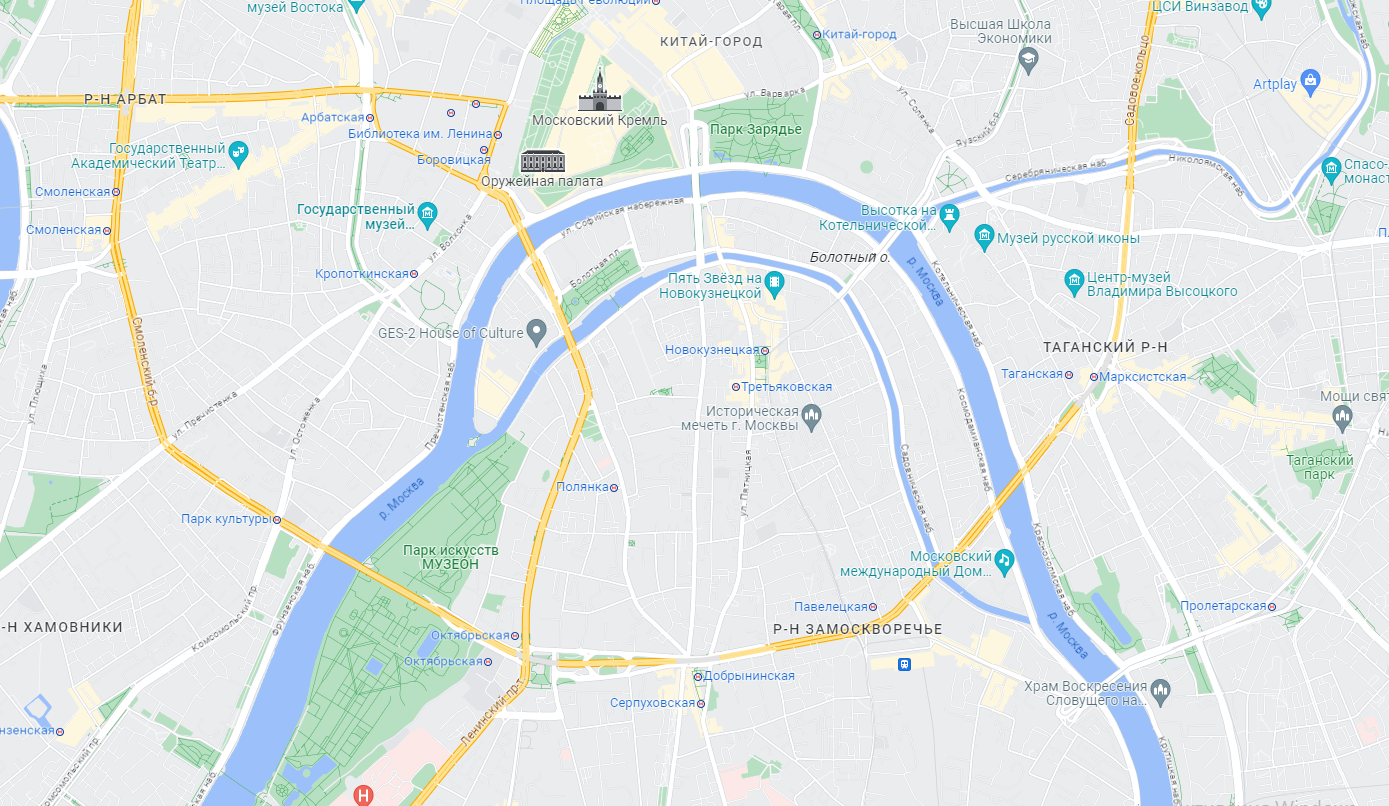 музей Востока
Площадь Революции
КИТАЙ-ГОРОД
Китай-город
Высшая Школа
Экономики
ЦСИ Винзавод
Artplay
Садовое кольцо
Р-Н АРБАТ
Арбатская
Библиотека им. Ленина
Боровицкая
Московский Кремль
Оружейная палата
ул. Варварка
Парк Зарядье
ул. Солянка
Яузский б-р
Серебряническая наб.
Николоямская наб.
Спасо-
монаст
Государственный
Академический Театр...
Смоленская
Смоленская
Государственный
музей...
ул. Волхонка
Кропоткинская
ул. Софийская набережная
Болотная пл.
Болотный о.
Высотка на
Котельнической...
Музей русской иконы
Центр-музей
Владимира Высоцкого
р. Москва
Котельническая наб.
Пять Звёзд на
Новокузнецкой
GES-2 House of Culture
Новокузнецкая
Третьяковская
Историческая
мечеть г. Москвы
ТАГАНСКИЙ Р-Н
Таганская
Марксистская
Мощи свят
Таганский
парк
Смоленский б-р
ул. Плющиха
ул. Пречистенка
ул. Остоженка
Пречистенская наб.
Космодамианская наб.
Садовническая наб.
ул. Пятницкая
Полянка
р. Москва
Парк культуры
Парк искусств
МУЗЕОН
Фрунзенская наб.
Комсомольский пр.
-Н ХАМОВНИКИ
Октябрьская
Октябрьская
Московский
международный Дом...
Краснохолмская наб.
Павелецкая
Р-Н ЗАМОСКВОРЕЧЬЕ
Пролетарская
р. Москва
Добрынинская
Серпуховская
Храм Воскресения
Словущего на...
Ленинский пр-т
нзенская
Комсомольский пр.
Крутицкая наб.
H